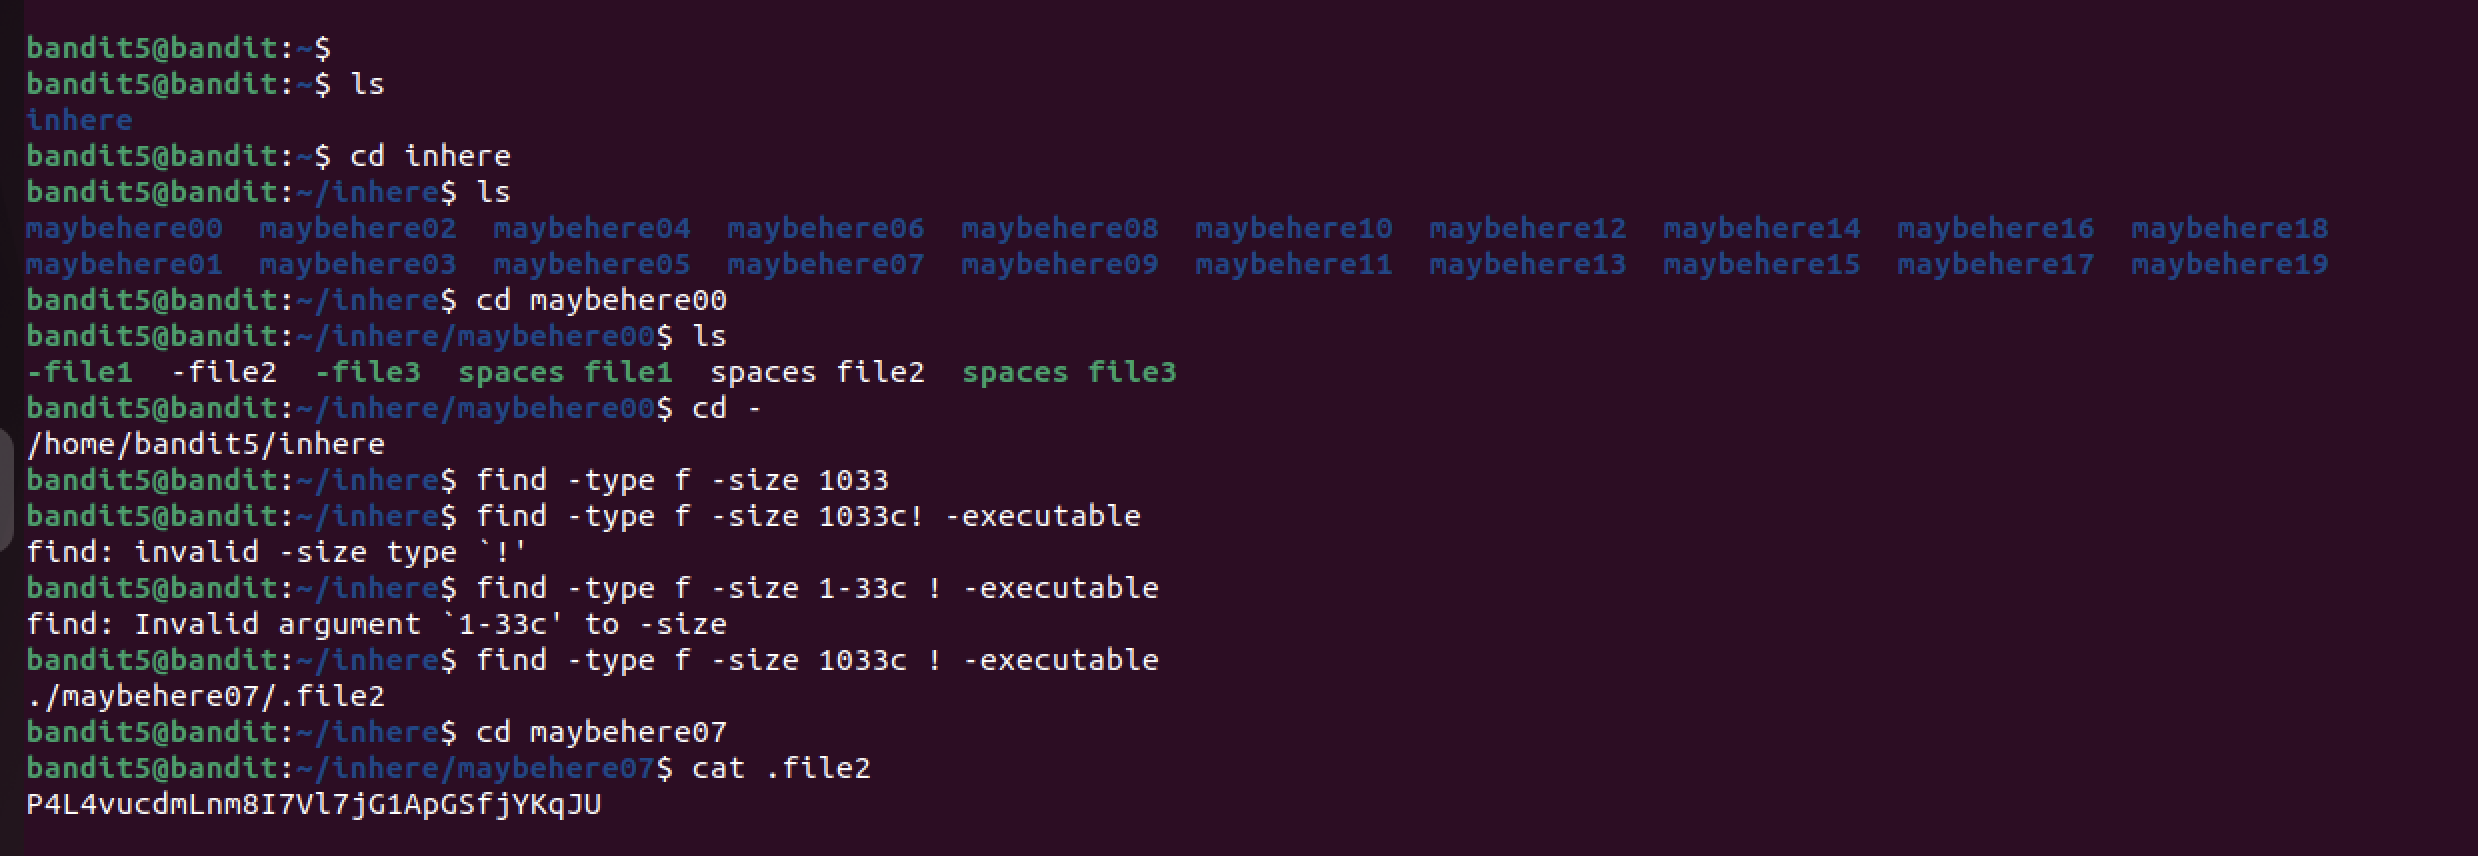 bandit5@bandit:~$
bandit5@bandit:~$ ls
inhere
bandit5@bandit:~$ cd inhere
bandit5@bandit:~/inhere$ ls
maybehere00  maybehere02  maybehere04  maybehere06  maybehere08  maybehere10  maybehere12  maybehere14  maybehere16  maybehere18
maybehere01  maybehere03  maybehere05  maybehere07  maybehere09  maybehere11  maybehere13  maybehere15  maybehere17  maybehere19
bandit5@bandit:~/inhere$ cd maybehere00
bandit5@bandit:~/inhere/maybehere00$ ls
-file1  -file2  -file3  spaces file1  spaces file2  spaces file3
bandit5@bandit:~/inhere/maybehere00$ cd -
/home/bandit5/inhere
bandit5@bandit:~/inhere$ find -type f -size 1033
bandit5@bandit:~/inhere$ find -type f -size 1033c! -executable
find: invalid -size type `!'
bandit5@bandit:~/inhere$ find -type f -size 1-33c ! -executable
find: Invalid argument `1-33c' to -size
bandit5@bandit:~/inhere$ find -type f -size 1033c ! -executable
./maybehere07/.file2
bandit5@bandit:~/inhere$ cd maybehere07
bandit5@bandit:~/inhere/maybehere07$ cat .file2
P4L4vucdmLnm8I7Vl7jG1ApGSfjYKqJU